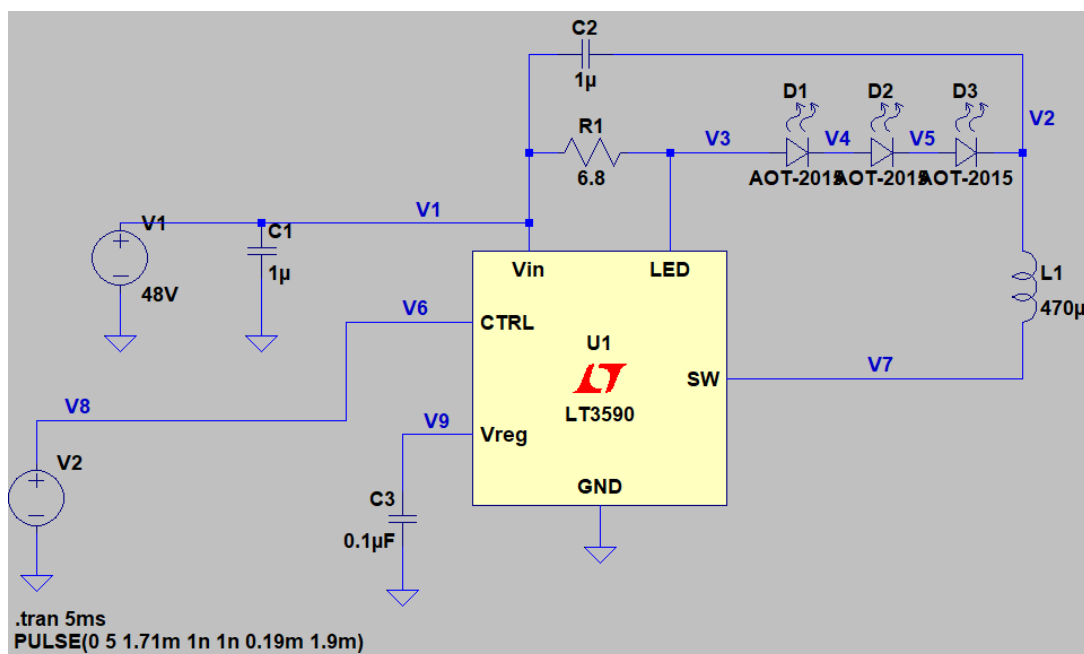 C2
1µ
D1
D2
D3
V2
R1
V3
V4
V5
6.8
AOT-2015
AOT-2015
AOT-2015
V1
V1
C1
1µ
48V
Vin
LED
L1
470µ
V6
CTRL
U1
SW
V7
LT3590
V8
V9
Vreg
V2
GND
C3
0.1µF
.tran 5ms
PULSE(0 5 1.71m 1n 1n 0.19m 1.9m)